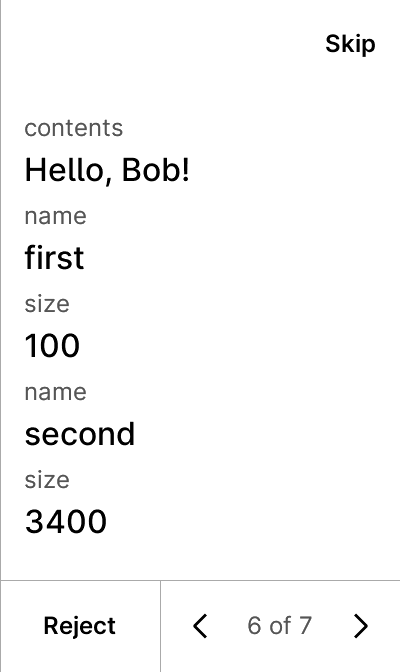 Skip
contents
Hello, Bob!
name
first
size
100
name
second
size
3400
Reject
6 of 7